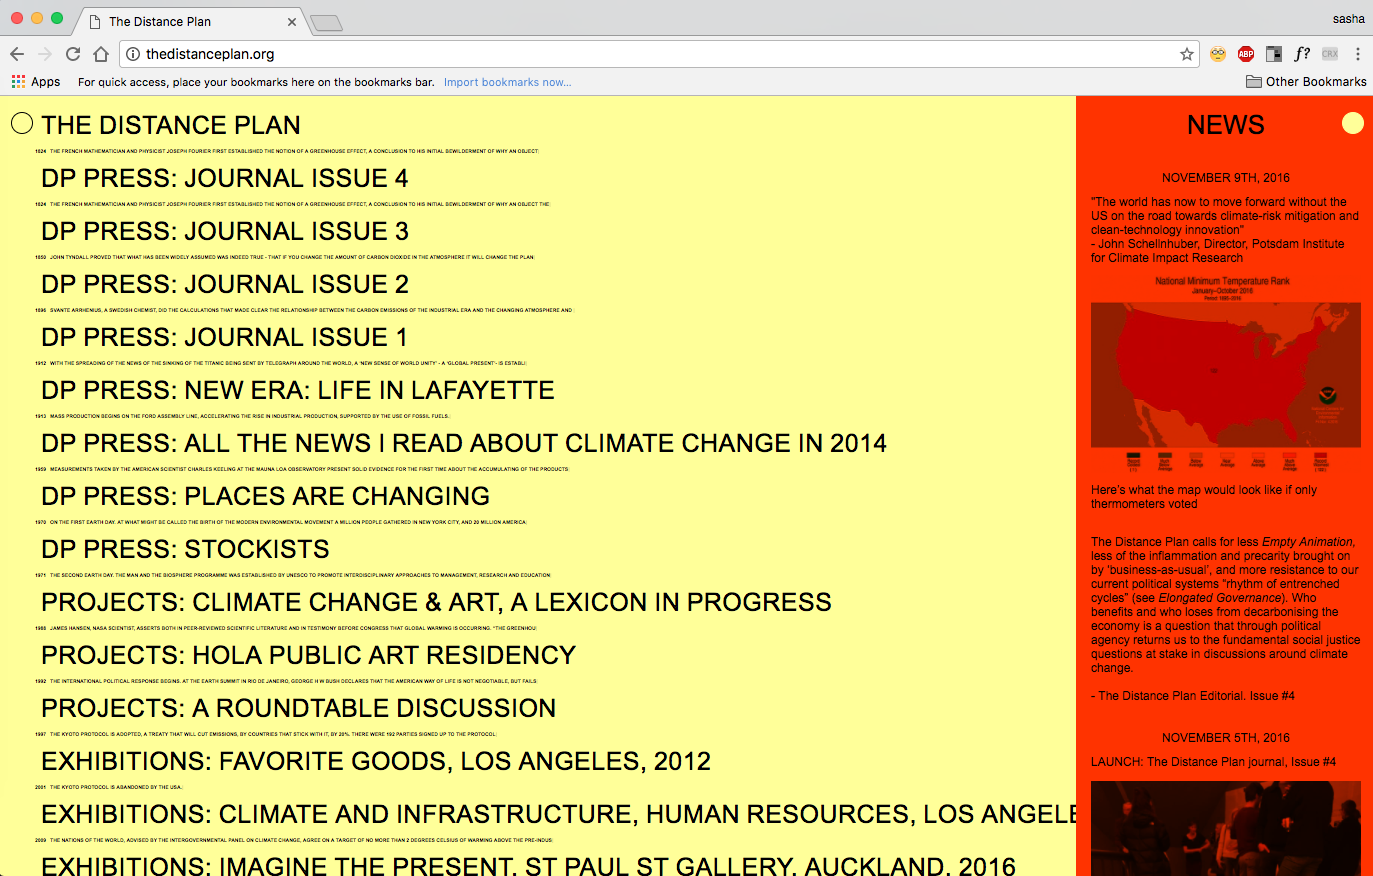 The Distance Plan
sasha
thedistanceplan.org
ABP
f?
CRX
Apps
For quick access, place your bookmarks here on the bookmarks bar. Import bookmarks now...
Other Bookmarks
THE DISTANCE PLAN
1824 THE FRENCH MATHEMATICIAN AND PHYSICIST JOSEPH FOURIER FIRST ESTABLISHED THE NOTION OF A GREENHOUSE EFFECT, A CONCLUSION TO HIS INITIAL BEWILDERMENT OF WHY AN OBJECT
DP PRESS: JOURNAL ISSUE 4
1824 THE FRENCH MATHEMATICIAN AND PHYSICIST JOSEPH FOURIER FIRST ESTABLISHED THE NOTION OF A GREENHOUSE EFFECT, A CONCLUSION TO HIS INITIAL BEWILDERMENT OF WHY AN OBJECT THE
DP PRESS: JOURNAL ISSUE 3
JOHN TYNDALL PROVED THAT WHAT HAS BEEN WIDELY ASSUMED WAS INDEED TRUE - THAT IF YOU CHANGE THE AMOUNT OF CARBON DIOXIDE IN THE ATMOSPHERE IT WILL CHANGE THE PLAN
DP PRESS: JOURNAL ISSUE 2
1896 SVANTE ARRHENIUS, A SWEDISH CHEMIST, DID THE CALCULATIONS THAT MADE CLEAR THE RELATIONSHIP BETWEEN THE CARBON EMISSIONS OF THE INDUSTRIAL ERA AND THE CHANGING ATMOSPHERE AND
DP PRESS: JOURNAL ISSUE 1
1912 WITH THE SPREADING OF THE NEWS OF THE SINKING OF THE TITANIC BEING SENT BY TELEGRAPH AROUND THE WORLD, A 'NEW SENSE OF WORLD UNITY' - A 'GLOBAL PRESENT'- IS ESTABLI
DP PRESS: NEW ERA: LIFE IN LAFAYETTE
1913 MASS PRODUCTION BEGINS ON THE FORD ASSEMBLY LINE, ACCELERATING THE RISE IN INDUSTRIAL PRODUCTION, SUPPORTED BY THE USE OF FOSSIL FUELS.
DP PRESS: ALL THE NEWS I READ ABOUT CLIMATE CHANGE IN 2014
1959 MEASUREMENTS TAKEN BY THE AMERICAN SCIENTIST CHARLES KEELING AT THE MAUNA LOA OBSERVATORY PRESENT SOLID EVIDENCE FOR THE FIRST TIME ABOUT THE ACCUMULATING OF THE PRODUCTS
DP PRESS: PLACES ARE CHANGING
1970 ON THE FIRST EARTH DAY. AT WHAT MIGHT BE CALLED THE BIRTH OF THE MODERN ENVIRONMENTAL MOVEMENT A MILLION PEOPLE GATHERED IN NEW YORK CITY, AND 20 MILLION AMERICA
DP PRESS: STOCKISTS
1971 THE SECOND EARTH DAY. THE MAN AND THE BIOSPHERE PROGRAMME WAS ESTABLISHED BY UNESCO TO PROMOTE INTERDISCIPLINARY APPROACHES TO MANAGEMENT, RESEARCH AND EDUCATION
PROJECTS: CLIMATE CHANGE & ART, A LEXICON IN PROGRESS
1988 JAMES HANSEN, NASA SCIENTIST, ASSERTS BOTH IN PEER-REVIEWED SCIENTIFIC LITERATURE AND IN TESTIMONY BEFORE CONGRESS THAT GLOBAL WARMING IS OCCURRING. "THE GREENHOU
PROJECTS: HOLA PUBLIC ART RESIDENCY
1992 THE INTERNATIONAL POLITICAL RESPONSE BEGINS. AT THE EARTH SUMMIT IN RIO DE JANEIRO, GEORGE H W BUSH DECLARES THAT THE AMERICAN WAY OF LIFE IS NOT NEGOTIABLE, BUT FAILS
PROJECTS: A ROUNDTABLE DISCUSSION
1997 THE KYOTO PROTOCOL IS ADOPTED, A TREATY THAT WILL CUT EMISSIONS, BY COUNTRIES THAT STICK WITH IT, BY 20%. THERE WERE 192 PARTIES SIGNED UP TO THE PROTOCOL
EXHIBITIONS: FAVORITE GOODS, LOS ANGELES, 2012
2001 THE KYOTO PROTOCOL IS ABANDONED BY THE USA.
EXHIBITIONS: CLIMATE AND INFRASTRUCTURE, HUMAN RESOURCES, LOS ANGELE
2009 THE NATIONS OF THE WORLD, ADVISED BY THE INTERGOVERNMENTAL PANEL ON CLIMATE CHANGE, AGREE ON A TARGET OF NO MORE THAN 2 DEGREES CELSIUS OF WARMING ABOVE THE PRE-INDUS
EXHIBITIONS: IMAGINE THE PRESENT, ST PAUL ST GALLERY, AUCKLAND, 2016
NEWS
NOVEMBER 9TH, 2016
"The world has now to move forward without the
US on the road towards climate-risk mitigation and
clean-technology innovation"
- John Schellnhuber, Director, Potsdam Institute
for Climate Impact Research
National Minimum Temperature Rank
January-October 2016
Period: 1895-2016
Here's what the map would look like if only
thermometers voted
The Distance Plan calls for less Empty Animation,
less of the inflammation and precarity brought on
by 'business-as-usual', and more resistance to our
current political systems "rhythm of entrenched
cycles" (see Elongated Governance). Who
benefits and who loses from decarbonising the
economy is a question that through political
agency returns us to the fundamental social justice
questions at stake in discussions around climate
change.
- The Distance Plan Editorial. Issue #4
NOVEMBER 5TH, 2016
LAUNCH: The Distance Plan journal, Issue #4